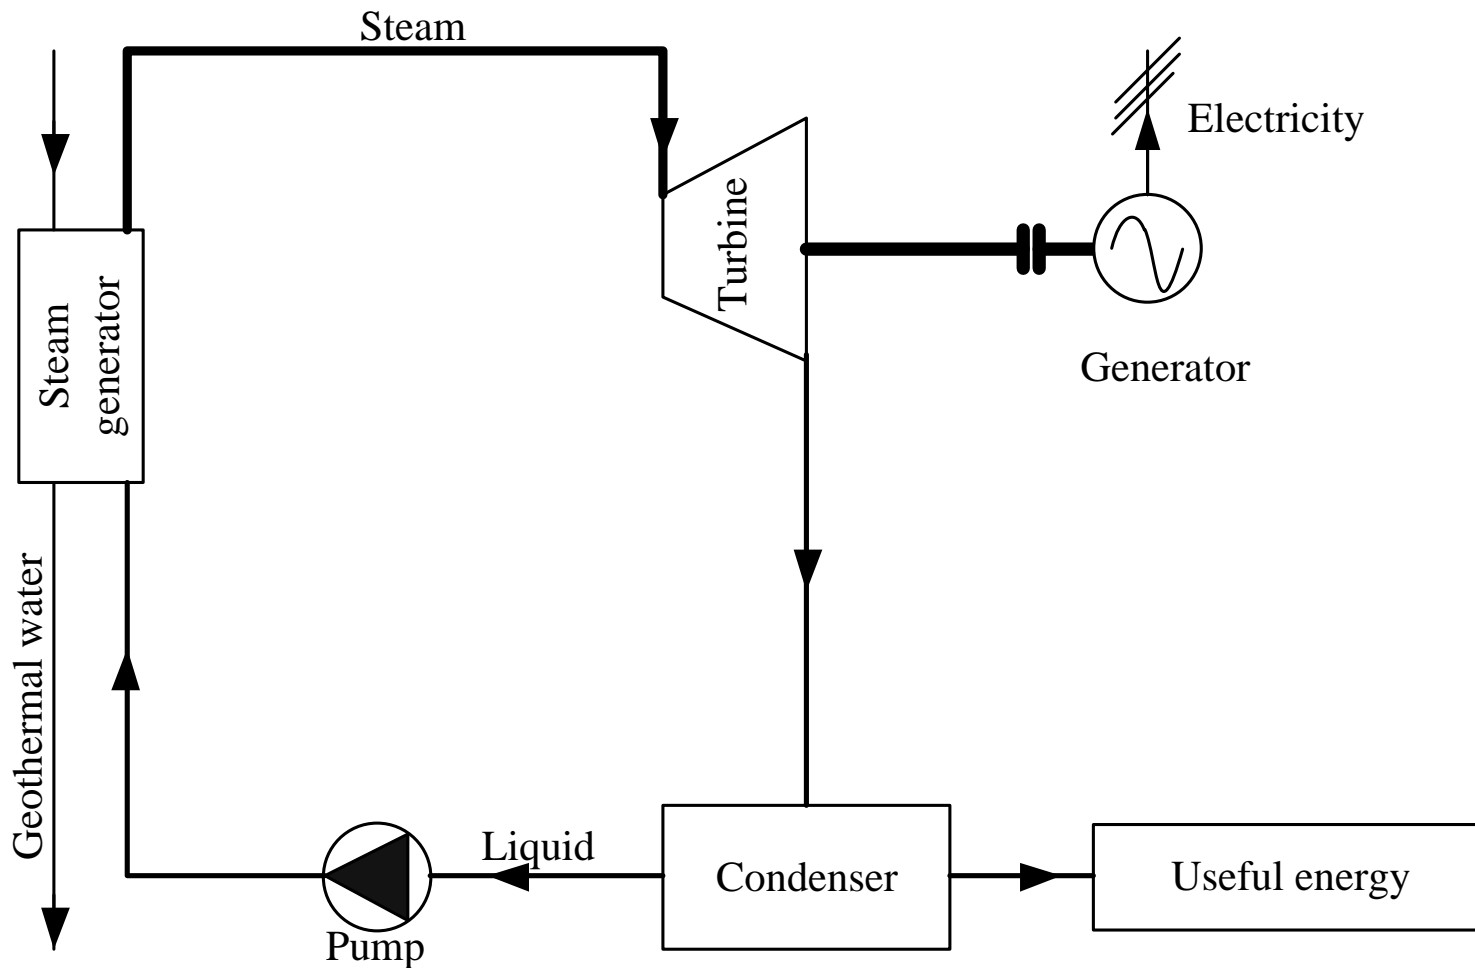 Steam
Electricity
Turbine
Steam
generator
Generator
Geothermal water
Liquid
Condenser
Useful energy
Pump